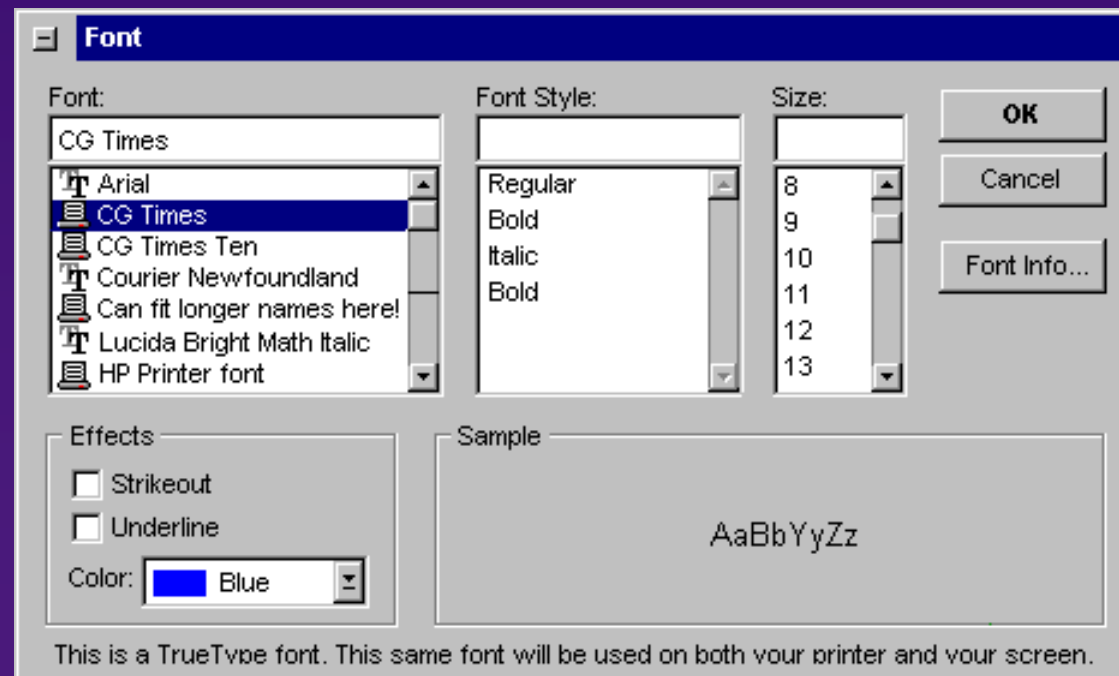 Font
Font:
CG Times
Arial
CG Times
CG Times Ten
Courier Newfoundland
Can fit longer names here!
Lucida Bright Math Italic
HP Printer font
Font Style:
Regular
Bold
Italic
Bold
Size:
8
9
10
11
12
13
OK
Cancel
Font Info...
Effects
Strikeout
Underline
Color: Blue
Sample
AaBbYyZz
This is a TrueType font. This same font will be used on both your printer and your screen.